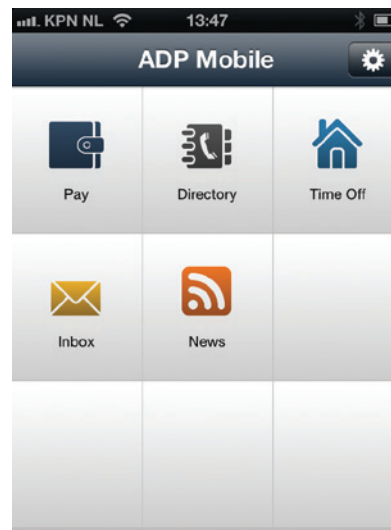 KPN NL 13:47
ADP Mobile
Pay Directory Time Off
Inbox News